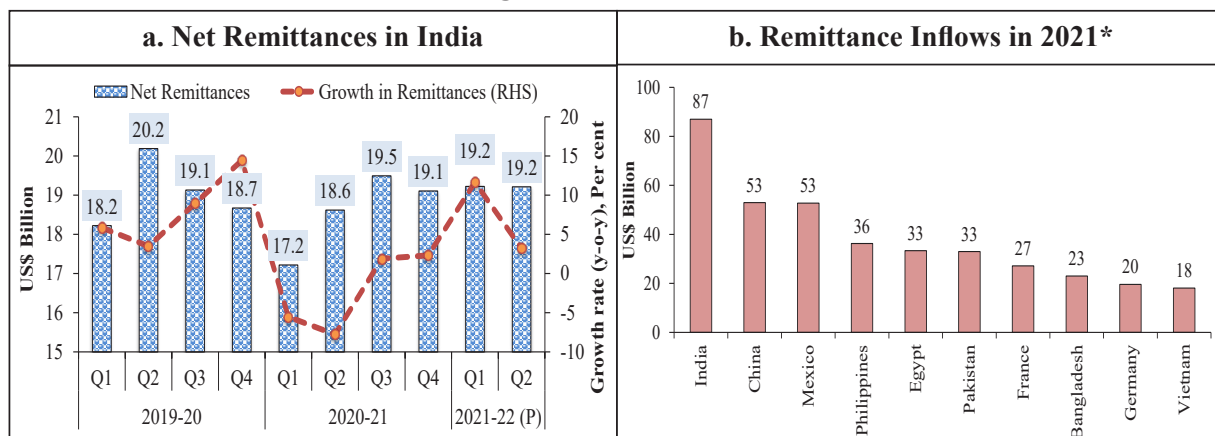 a. Net Remittances in India
Net Remittances
Growth in Remittances (RHS)
US$ Billion
21
20
19
18
17
16
15
18.2
20.2
19.1
18.7
17.2
18.6
19.5
19.1
19.2
19.2
20
15
10
5
0
-5
-10
Growth rate (y-o-y), Per cent
Q1 Q2 Q3 Q4 Q1 Q2 Q3 Q4 Q1 Q2
2019-20 2020-21 2021-22 (P)
b. Remittance Inflows in 2021*
US$ Billion
100
80
60
40
20
0
87
53
53
36
33
33
27
23
20
18
India
China
Mexico
Philippines
Egypt
Pakistan
France
Bangladesh
Germany
Vietnam